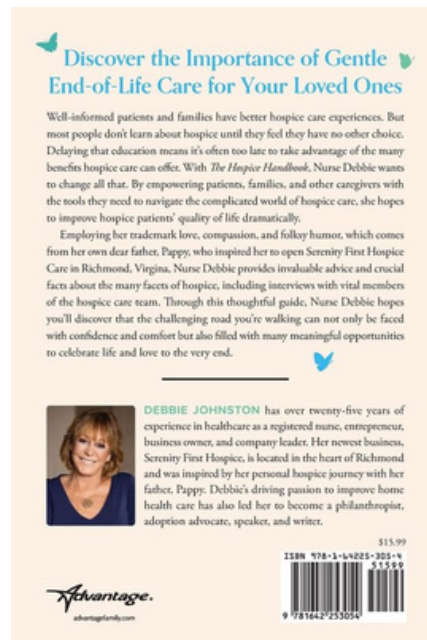 Discover the Importance of Gentle
End-of-Life Care for Your Loved Ones
Well-informed patients and families have better hospice care experiences. But
most people don't learn about hospice until they feel they have no other choice.
Delaying that education means it's often too late to take advantage of the many
benefits hospice care can offer. With The Hospice Handbook, Nurse Debbie wants
to change all that. By empowering patients, families, and other caregivers with
the tools they need to navigate the complicated world of hospice care, she hopes
to improve hospice patients' quality of life dramatically.
Employing her trademark love, compassion, and folksy humor, which comes
from her own dear father, Pappy, who inspired her to open Serenity First Hospice
Care in Richmond, Virgina, Nurse Debbie provides invaluable advice and crucial
facts about the many facets of hospice, including interviews with vital members
of the hospice care team. Through this thoughtful guide, Nurse Debbie hopes
you'll discover that the challenging road you're walking can not only be faced
with confidence and comfort but also filled with many meaningful opportunities
to celebrate life and love to the very end.
DEBBIE JOHNSTON has over twenty-five years of
experience in healthcare as a registered nurse, entrepreneur,
business owner, and company leader. Her newest business,
Serenity First Hospice, is located in the heart of Richmond
and was inspired by her personal hospice journey with her
father, Pappy. Debbie's driving passion to improve home
health care has also led her to become a philanthropist,
adoption advocate, speaker, and writer.
$15.99
ISBN 978-1-64225-305-4
51599
9 781642 253054
Advantage.
advantagefamily.com